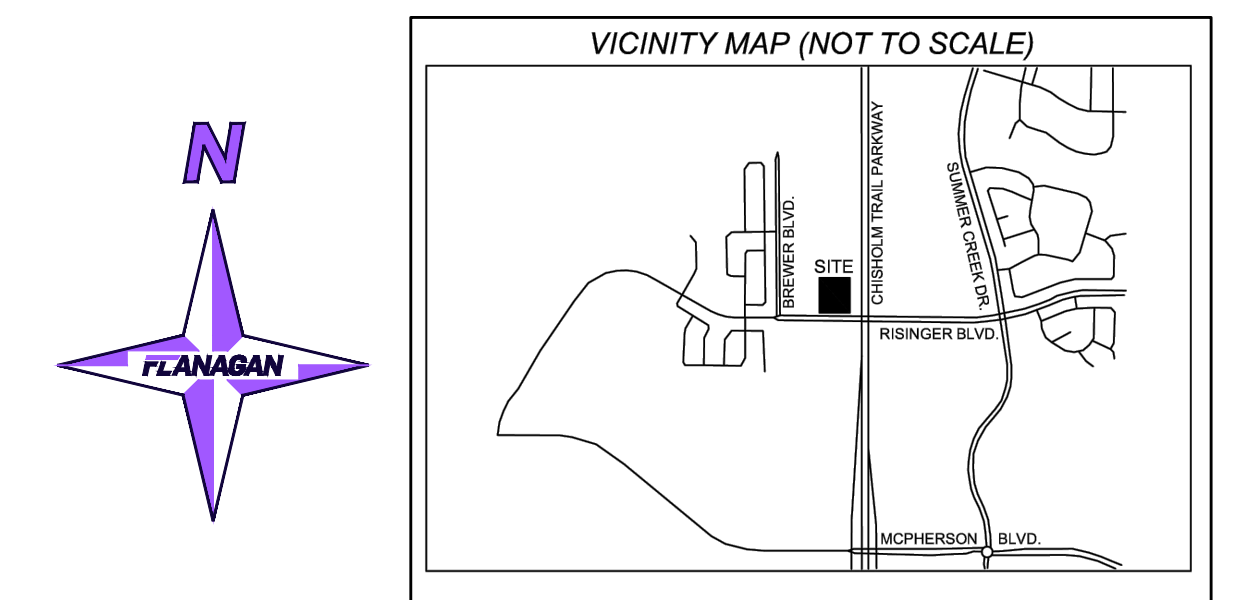 VICINITY MAP (NOT TO SCALE)
N
FLANAGAN
CHISHOLM TRAIL PARKWAY
SUMMER CREEK DR.
BREWER BLVD.
SITE
RISINGER BLVD.
MCPHERSON BLVD.